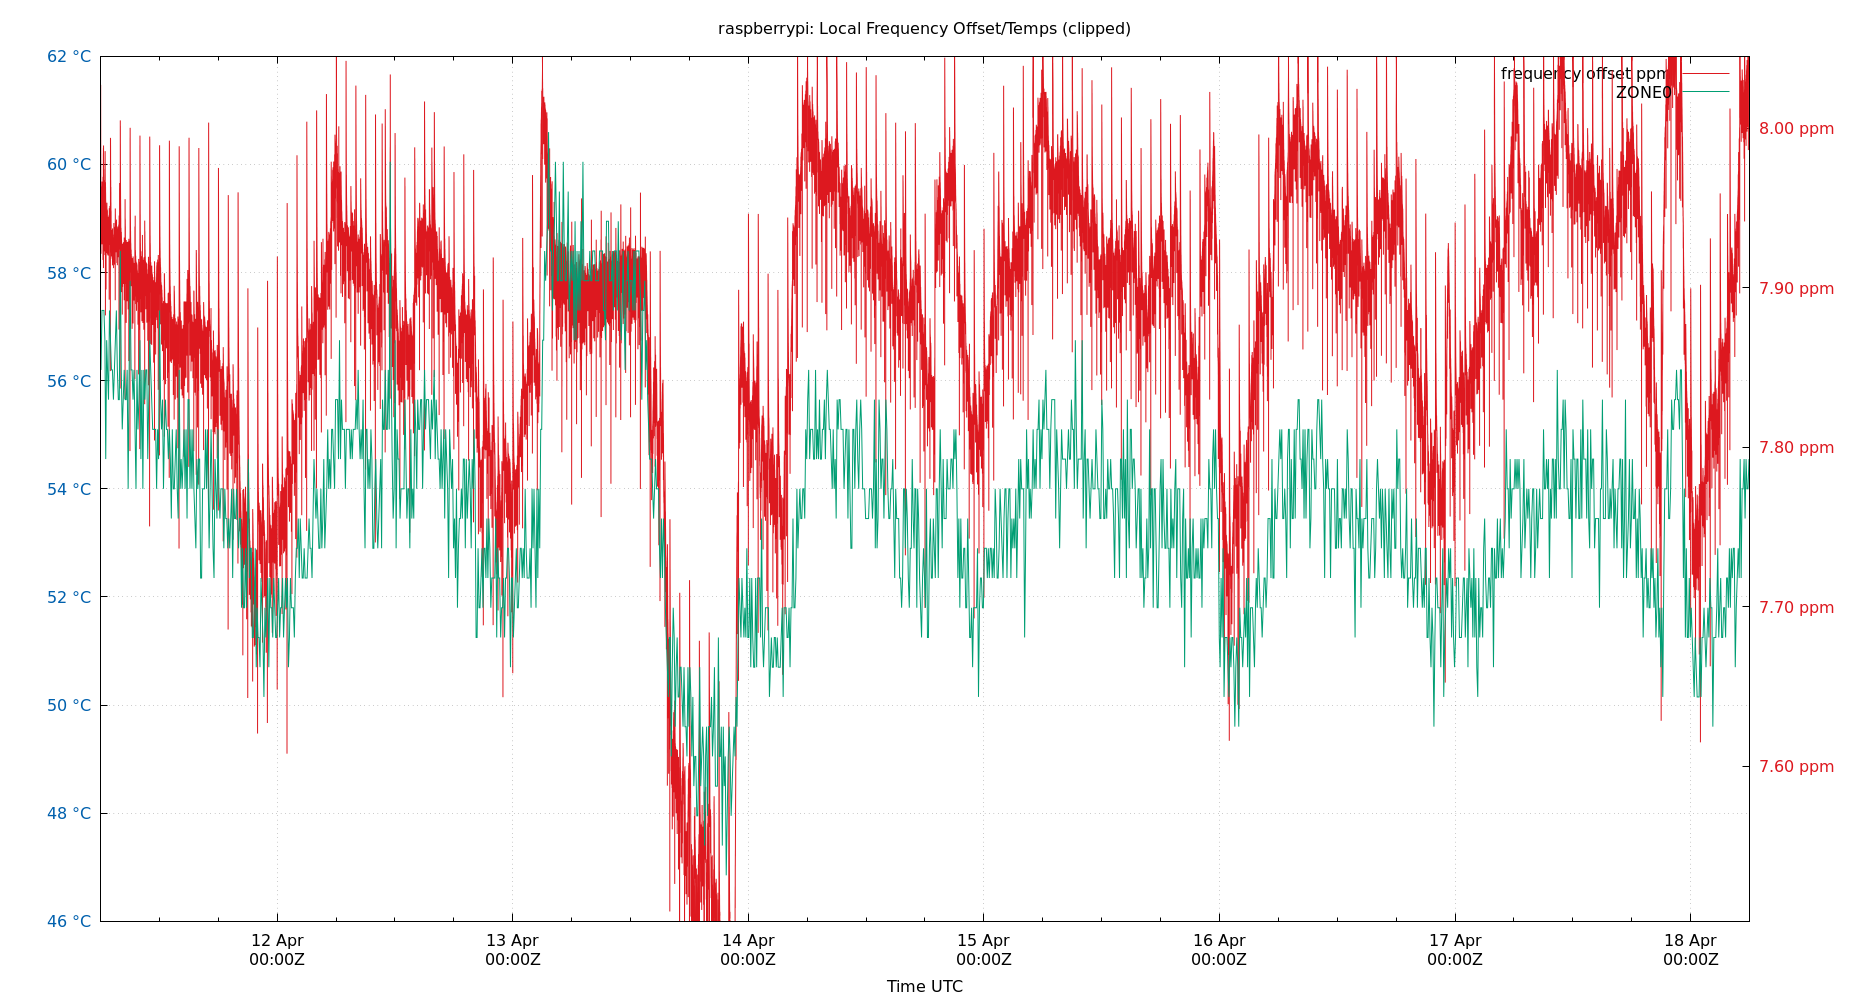 raspberrypi: Local Frequency Offset/Temps (clipped)
62 °C
60 °C
58 °C
56 °C
54 °C
52 °C
50 °C
48 °C
46 °C
frequency offset ppm
ZONE0
8.00 ppm
7.90 ppm
7.80 ppm
7.70 ppm
7.60 ppm
12 Apr
00:00Z
13 Apr
00:00Z
14 Apr
00:00Z
15 Apr
00:00Z
16 Apr
00:00Z
17 Apr
00:00Z
18 Apr
00:00Z
Time UTC